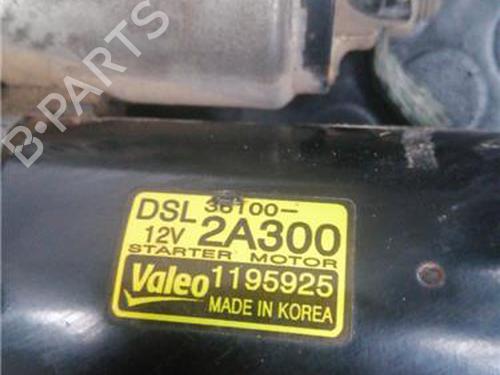 B-PARTS
DSL 36100-
12V 2A300
STARTER MOTOR
Valeo 1195925
MADE IN KOREA